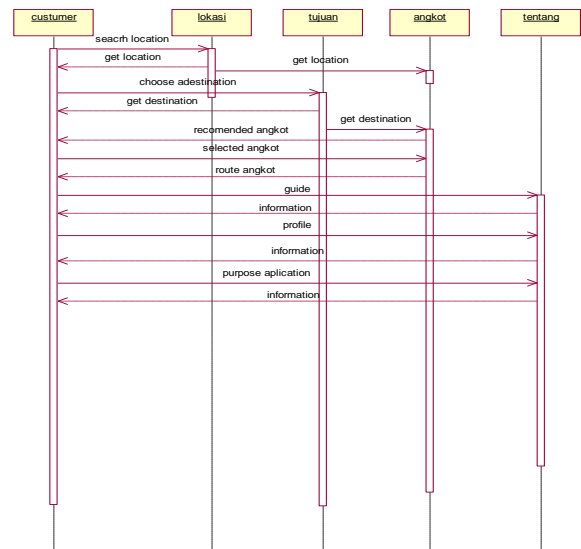 custumer lokasi tujuan angkot tentang
seacrh location
get location
get location
choose adestination
get destination
get destination
recomended angkot
selected angkot
route angkot
guide
information
profile
information
purpose aplication
information